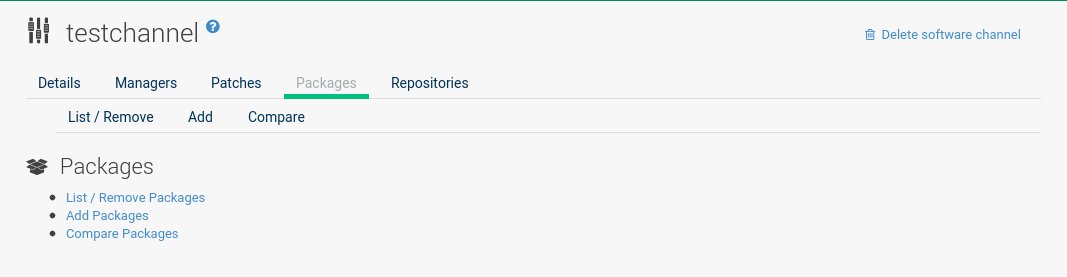 testchannel ?
Delete software channel
Details Managers Patches Packages Repositories
List / Remove Add Compare
Packages
List / Remove Packages
Add Packages
Compare Packages